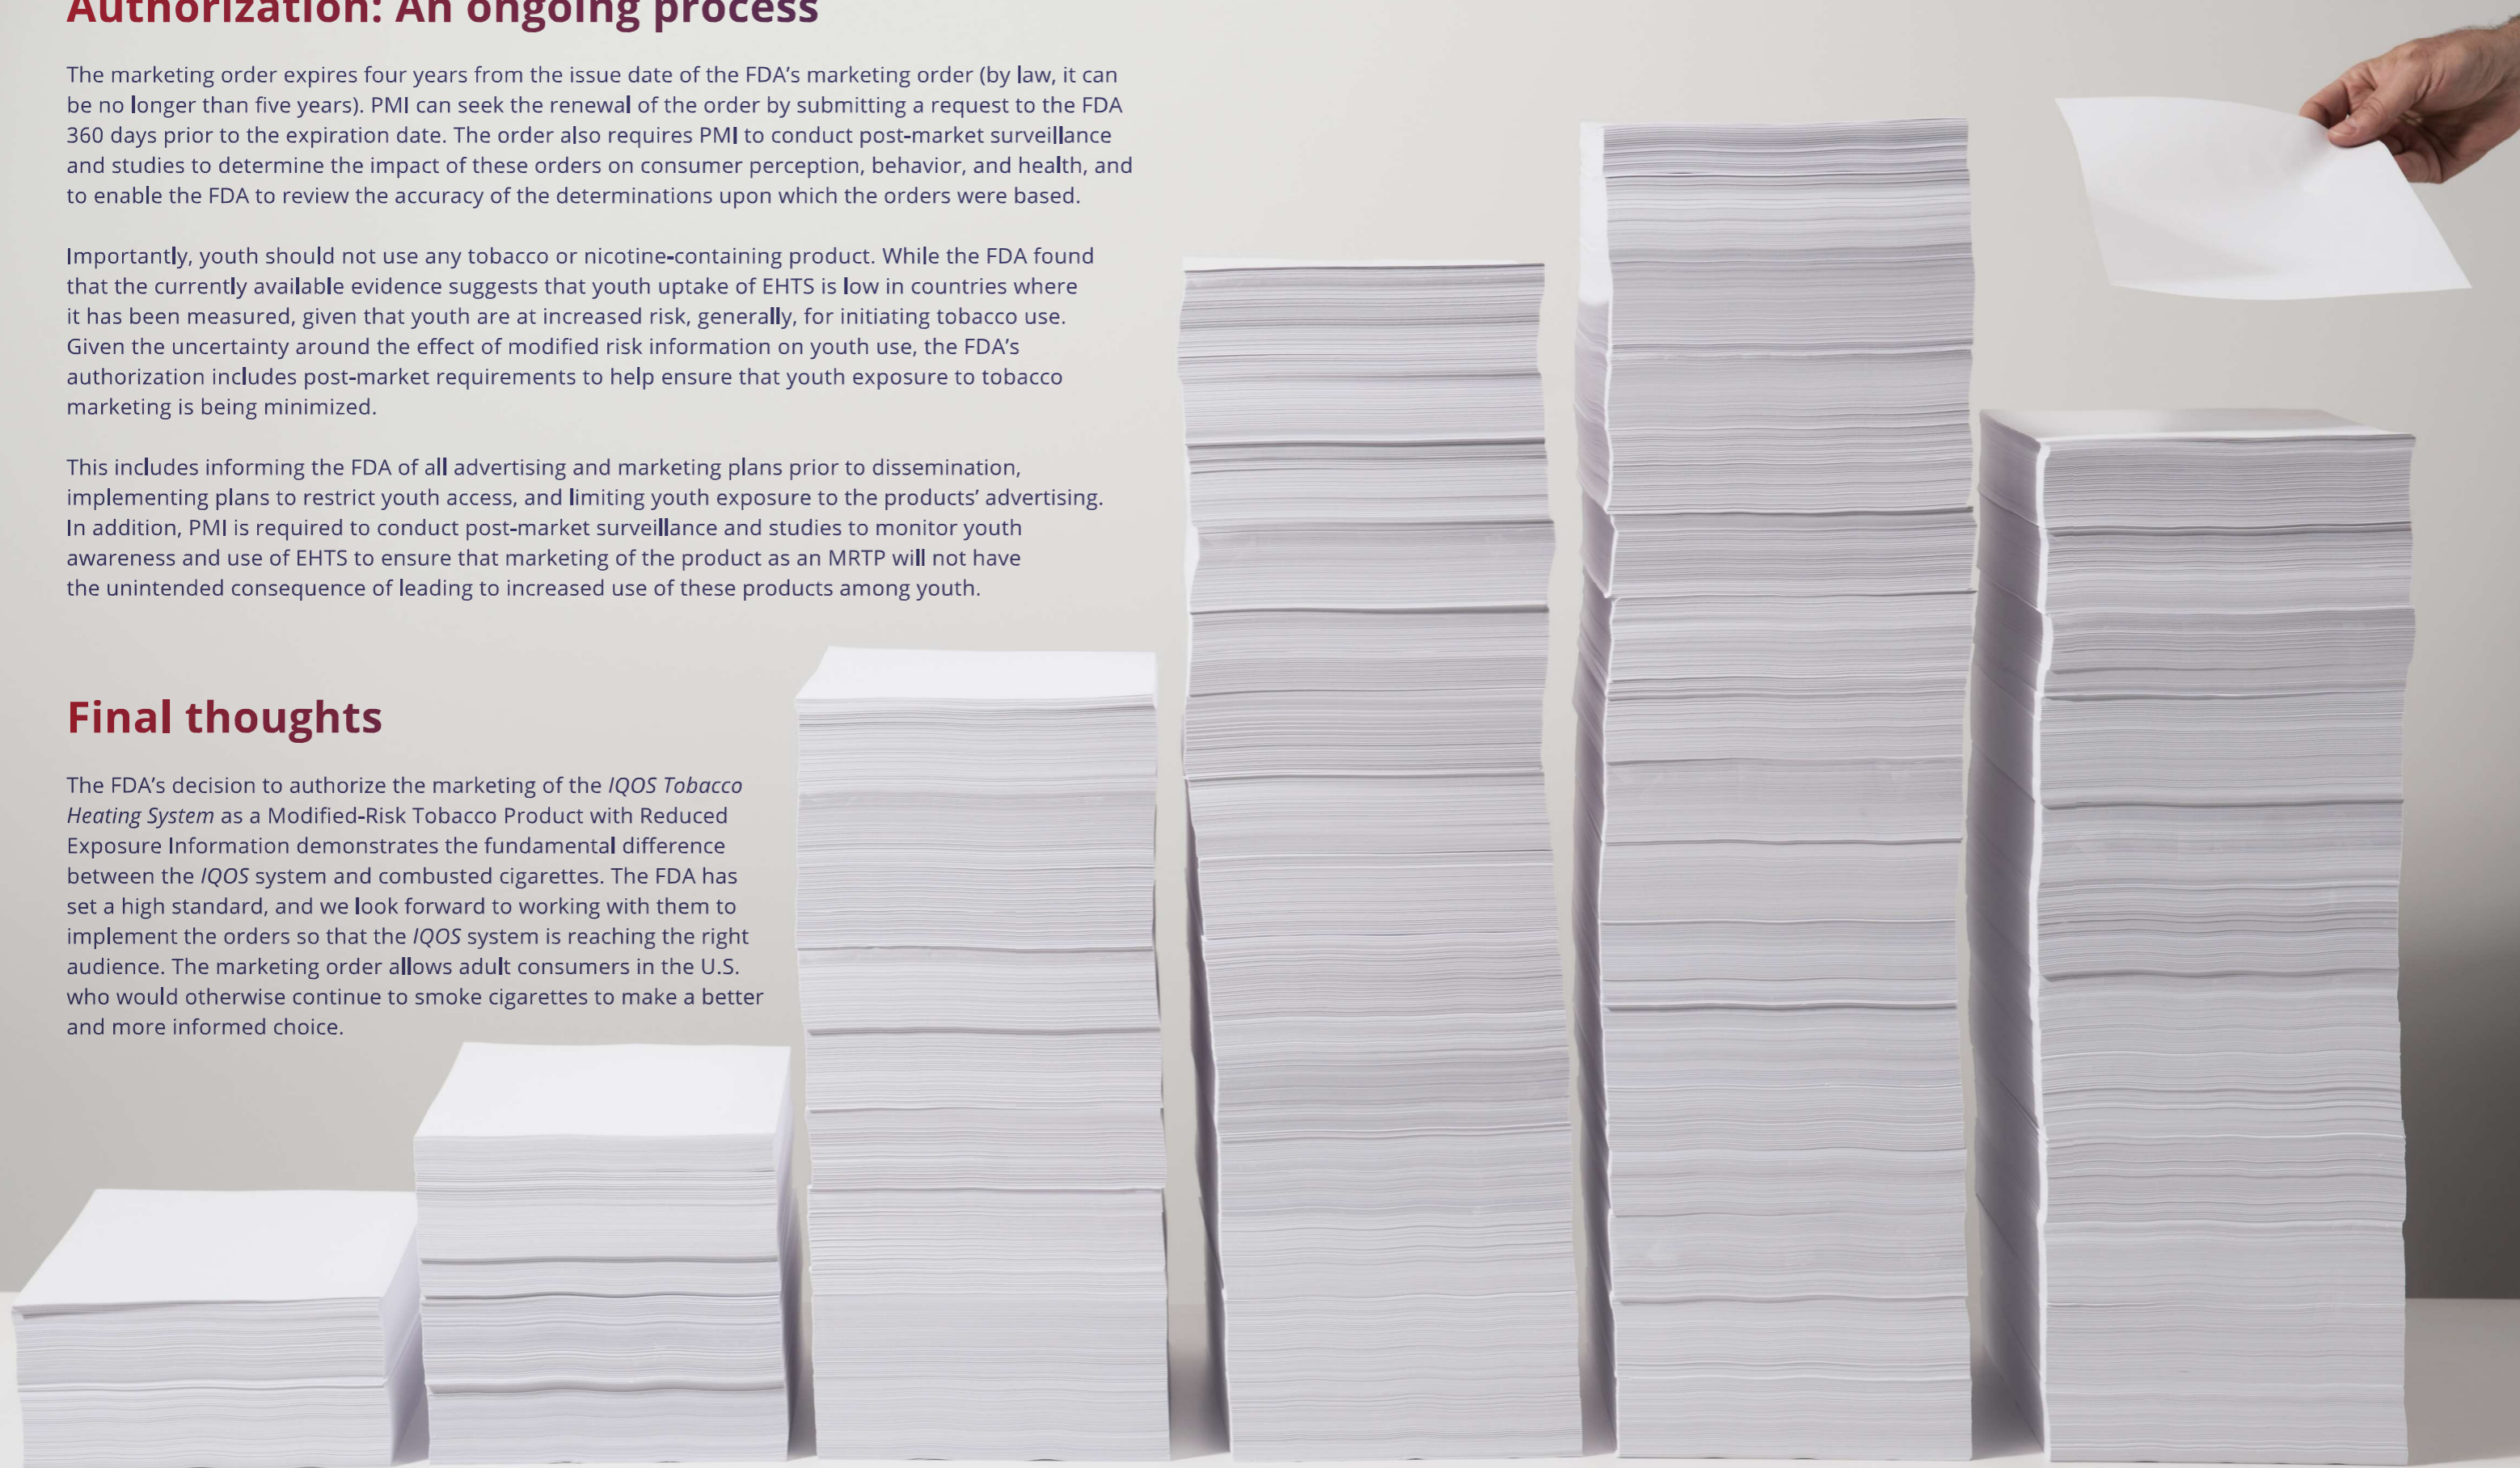 Authorization: An ongoing process
The marketing order expires four years from the issue date of the FDA’s marketing order (by law, it can
be no longer than five years). PMI can seek the renewal of the order by submitting a request to the FDA
360 days prior to the expiration date. The order also requires PMI to conduct post-market surveillance
and studies to determine the impact of these orders on consumer perception, behavior, and health, and
to enable the FDA to review the accuracy of the determinations upon which the orders were based.
Importantly, youth should not use any tobacco or nicotine-containing product. While the FDA found
that the currently available evidence suggests that youth uptake of EHTS is low in countries where
it has been measured, given that youth are at increased risk, generally, for initiating tobacco use.
Given the uncertainty around the effect of modified risk information on youth use, the FDA’s
authorization includes post-market requirements to help ensure that youth exposure to tobacco
marketing is being minimized.
This includes informing the FDA of all advertising and marketing plans prior to dissemination,
implementing plans to restrict youth access, and limiting youth exposure to the products’ advertising.
In addition, PMI is required to conduct post-market surveillance and studies to monitor youth
awareness and use of EHTS to ensure that marketing of the product as an MRTP will not have
the unintended consequence of leading to increased use of these products among youth.
Final thoughts
The FDA’s decision to authorize the marketing of the IQOS Tobacco
Heating System as a Modified-Risk Tobacco Product with Reduced
Exposure Information demonstrates the fundamental difference
between the IQOS system and combusted cigarettes. The FDA has
set a high standard, and we look forward to working with them to
implement the orders so that the IQOS system is reaching the right
audience. The marketing order allows adult consumers in the U.S.
who would otherwise continue to smoke cigarettes to make a better
and more informed choice.